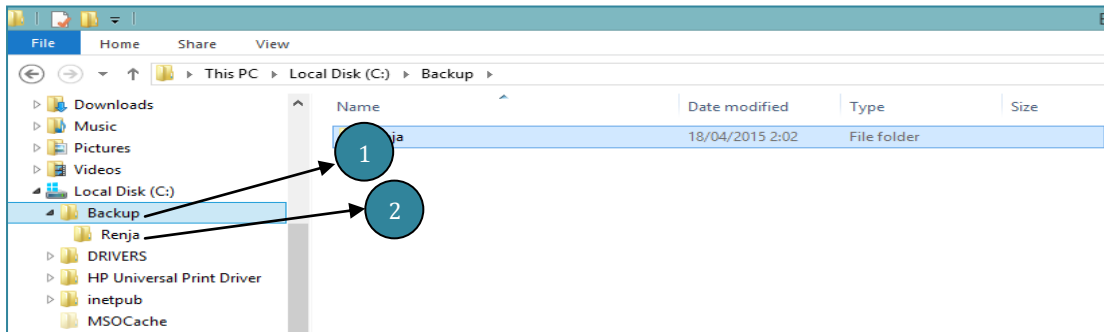 E
File Home Share View
This PC Local Disk (C:) Backup
Downloads Name Date modified Type Size
Music
Pictures ja 18/04/2015 2:02 File folder
1
Videos
Local Disk (C:)
Backup
2
Renja
DRIVERS
HP Universal Print Driver
inetpub
MSOCache